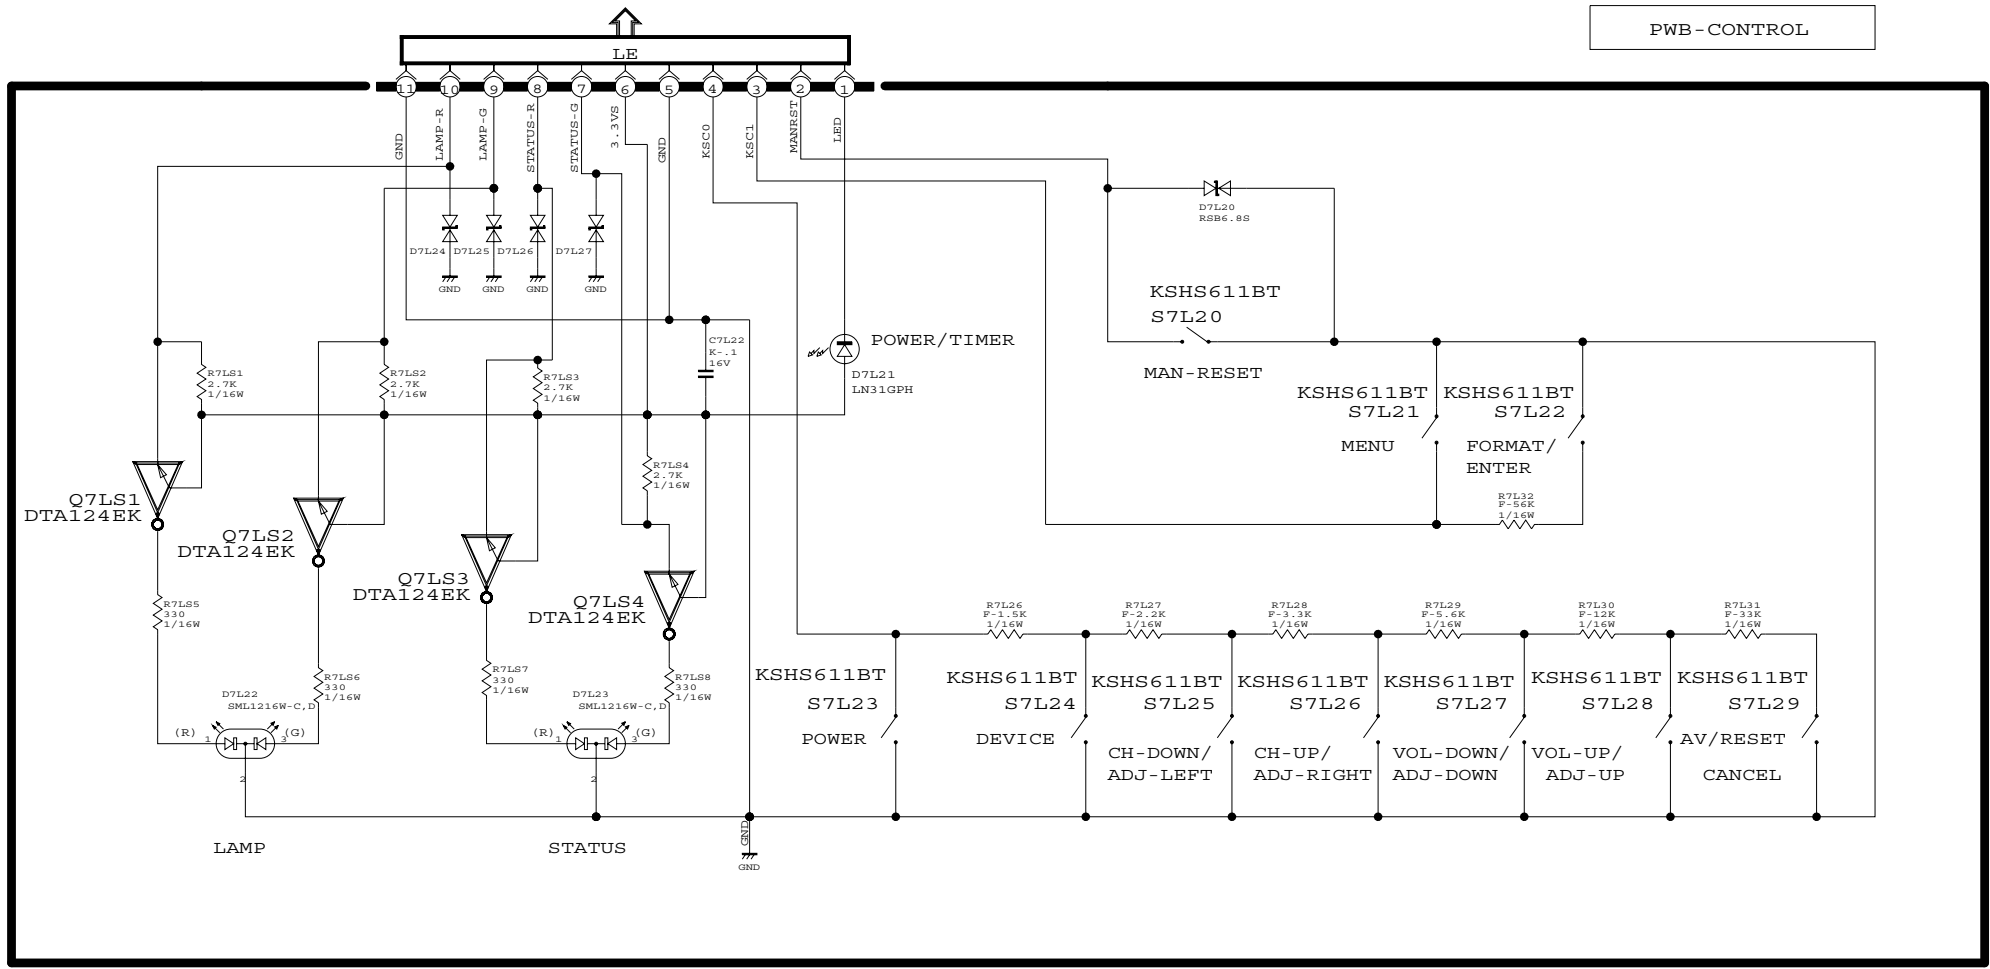 PWB-CONTROL
LE
11 10 9 8 7 6 5 4 3 2 1
GND
LAMP-R
LAMP-G
STATUS-R
STATUS-G
3.3VS
GND
KSC0
KSC1
MANRST
LED
D7L20
RSB6.8S
D7L24 D7L25 D7L26 D7L27
GND GND GND GND
KSHS611BT
S7L20
MAN-RESET
POWER/TIMER
D7L21
LN31GPH
C7L22
K-.1
16V
R7LS1
2.7K
1/16W
R7LS2
2.7K
1/16W
R7LS3
2.7K
1/16W
KSHS611BT
S7L21
MENU
KSHS611BT
S7L22
FORMAT/
ENTER
R7LS4
2.7K
1/16W
R7L32
F-56K
1/16W
Q7LS1
DTA124EK
Q7LS2
DTA124EK
Q7LS3
DTA124EK
Q7LS4
DTA124EK
R7LS5
330
1/16W
R7LS6
330
1/16W
R7LS7
330
1/16W
R7LS8
330
1/16W
R7L26
F-1.5K
1/16W
R7L27
F-2.2K
1/16W
R7L28
F-3.3K
1/16W
R7L29
F-5.6K
1/16W
R7L30
F-12K
1/16W
R7L31
F-33K
1/16W
D7L22
SML1216W-C,D
(R) 1 3 (G)
2
D7L23
SML1216W-C,D
(R) 1 3 (G)
2
KSHS611BT
S7L23
POWER
KSHS611BT
S7L24
DEVICE
KSHS611BT
S7L25
CH-DOWN/
ADJ-LEFT
KSHS611BT
S7L26
CH-UP/
ADJ-RIGHT
KSHS611BT
S7L27
VOL-DOWN/
ADJ-DOWN
KSHS611BT
S7L28
VOL-UP/
ADJ-UP
KSHS611BT
S7L29
AV/RESET
CANCEL
LAMP
STATUS
GND
GND